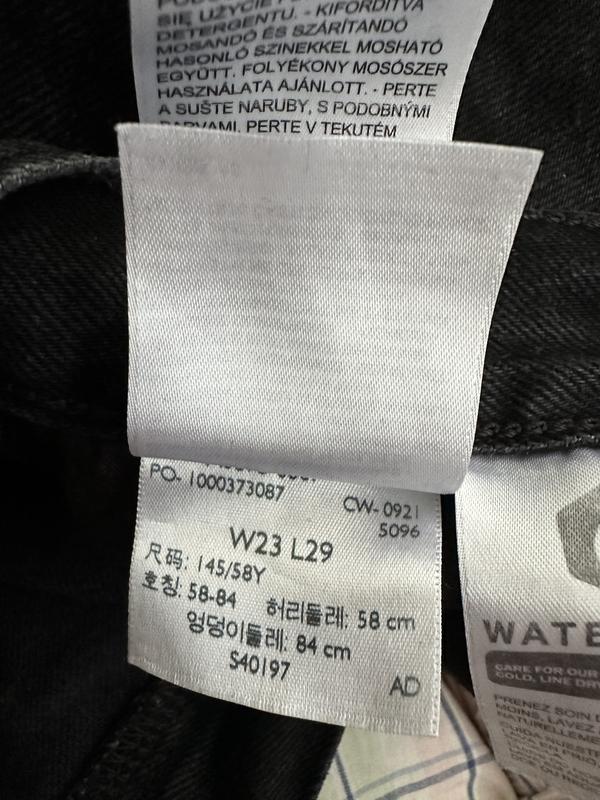 SIĘ UŻYCIE
DETERGENTU. - KIFORDÍTVA
MOSANDÓ ÉS SZÁRÍTANDÓ
HASONLÓ SZINEKKEL MOSHATÓ
EGYÜTT. FOLYÉKONY MOSÓSZER
HASZNÁLATA AJÁNLOTT. - PERTE
A SUŠTE NARUBY, S PODOBNÝMI
BARVAMI. PERTE V TEKUTÉM
PO- 1000373087
CW- 0921
5096
W23 L29
尺码: 145/58Y
호칭: 58-84 허리둘레: 58 cm
엉덩이둘레: 84 cm
S40197
AD
WATE
CARE FOR OUR
COLD, LINE DRY
PRENEZ SOIN
MOINS, LAVEZ
NATURELLEME